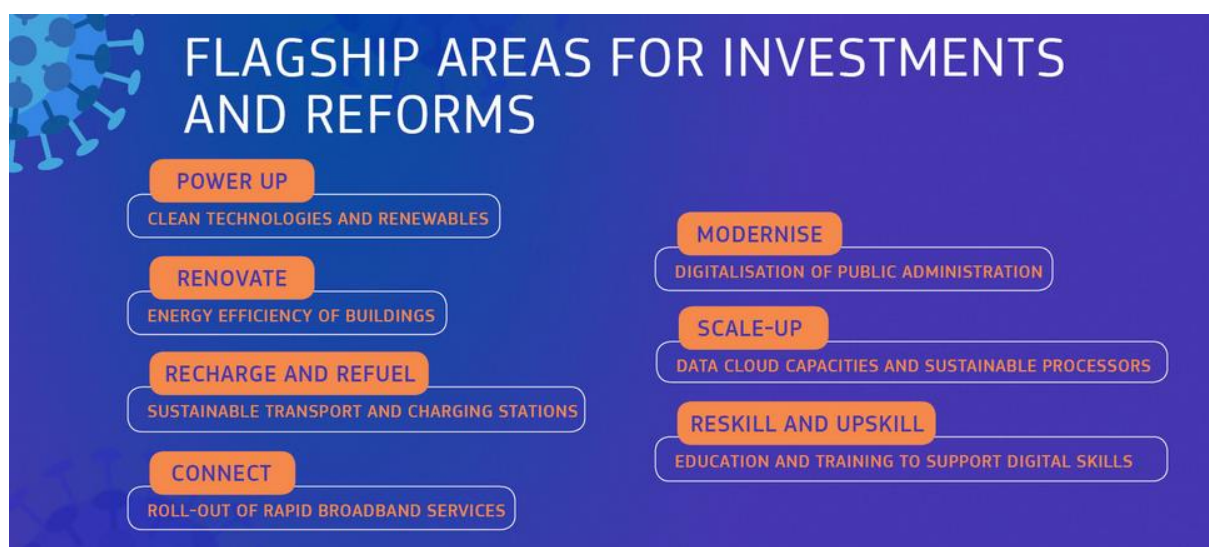 FLAGSHIP AREAS FOR INVESTMENTS
AND REFORMS
POWER UP
CLEAN TECHNOLOGIES AND RENEWABLES
RENOVATE
ENERGY EFFICIENCY OF BUILDINGS
RECHARGE AND REFUEL
SUSTAINABLE TRANSPORT AND CHARGING STATIONS
CONNECT
ROLL-OUT OF RAPID BROADBAND SERVICES
MODERNISE
DIGITALISATION OF PUBLIC ADMINISTRATION
SCALE-UP
DATA CLOUD CAPACITIES AND SUSTAINABLE PROCESSORS
RESKILL AND UPSKILL
EDUCATION AND TRAINING TO SUPPORT DIGITAL SKILLS